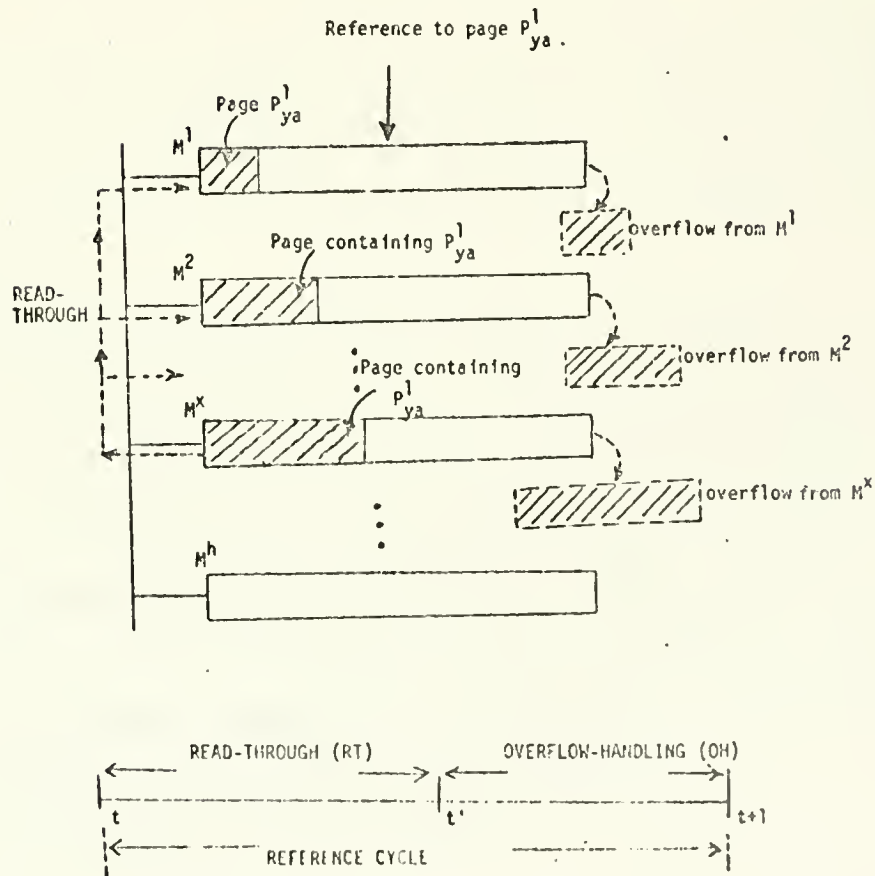 Reference to page P¹ya .
Page P¹ya
M¹
overflow from M¹
Page containing P¹ya
M²
READ-
THROUGH
overflow from M²
Page containing
P¹ya
Mˣ
overflow from Mˣ
Mʰ
READ-THROUGH (RT)
OVERFLOW-HANDLING (OH)
t
t'
t+1
REFERENCE CYCLE